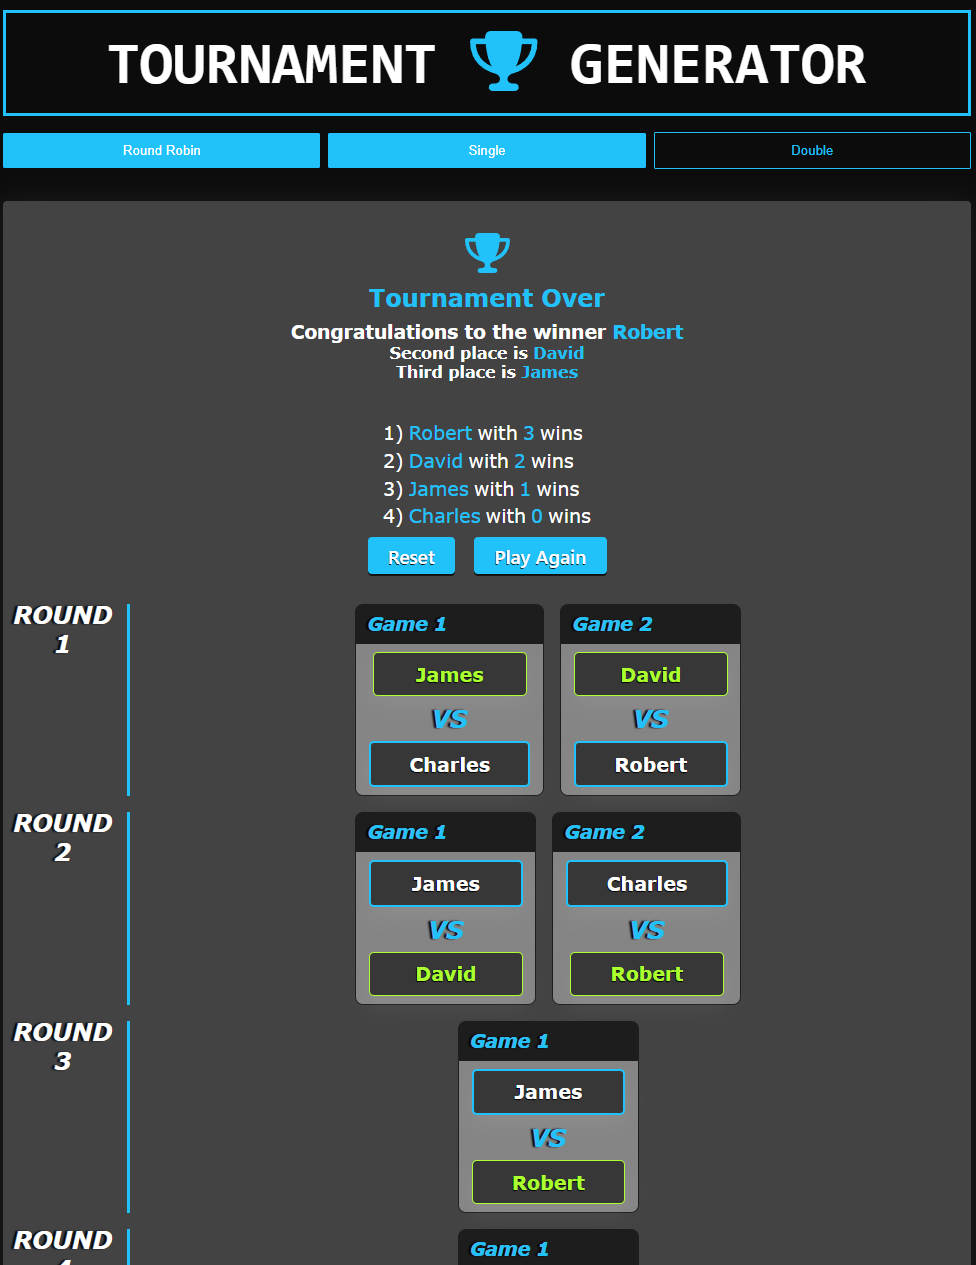 TOURNAMENT GENERATOR
Round Robin Single Double
Tournament Over
Congratulations to the winner Robert
Second place is David
Third place is James
1) Robert with 3 wins
2) David with 2 wins
3) James with 1 wins
4) Charles with 0 wins
Reset Play Again
ROUND
1
Game 1
James
VS
Charles
Game 2
David
VS
Robert
ROUND
2
Game 1
James
VS
David
Game 2
Charles
VS
Robert
ROUND
3
Game 1
James
VS
Robert
ROUND
Game 1